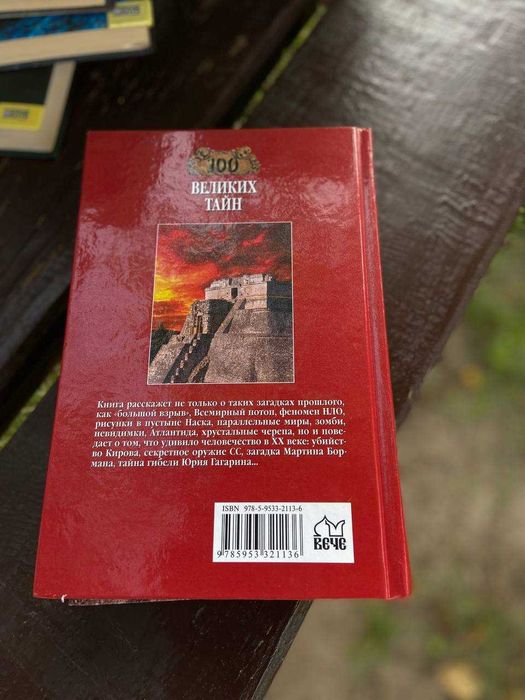 100
ВЕЛИКИХ
ТАЙН
Книга расскажет не только о таких загадках прошлого,
как «большой взрыв», Всемирный потоп, феномен НЛО,
рисунки в пустыне Наска, параллельные миры, зомби,
невидимки, Атлантида, хрустальные черепа, но и пове-
дает о том, что удивило человечество в XX веке: убийст-
во Кирова, секретное оружие СС, загадка Мартина Бор-
мана, тайна гибели Юрия Гагарина...
ISBN 978-5-9533-2113-6
9 785953 321136
ВЕЧЕ